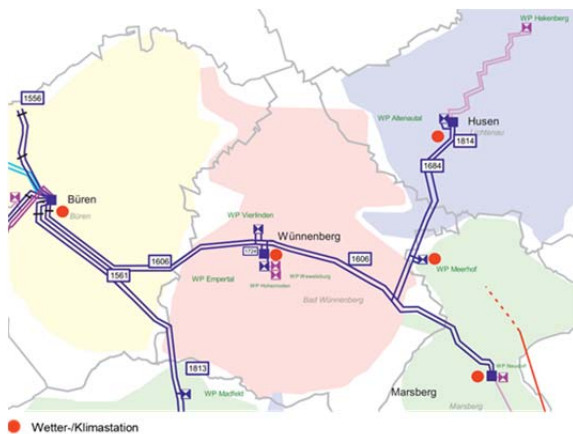 WP Hakenberg
1556
WP Altenautal
Husen
Lichtenau
1814
1684
Büren
Büren
WP Vierlinden
Wünnenberg
1606
1561
WP Empertal
WP Wewelsburg
WP Hohenmollen
1606
Bad Wünnenberg
WP Meerhof
1813
WP Madfeld
WP Neudorf
Marsberg
Marsberg
Wetter-/Klimastation